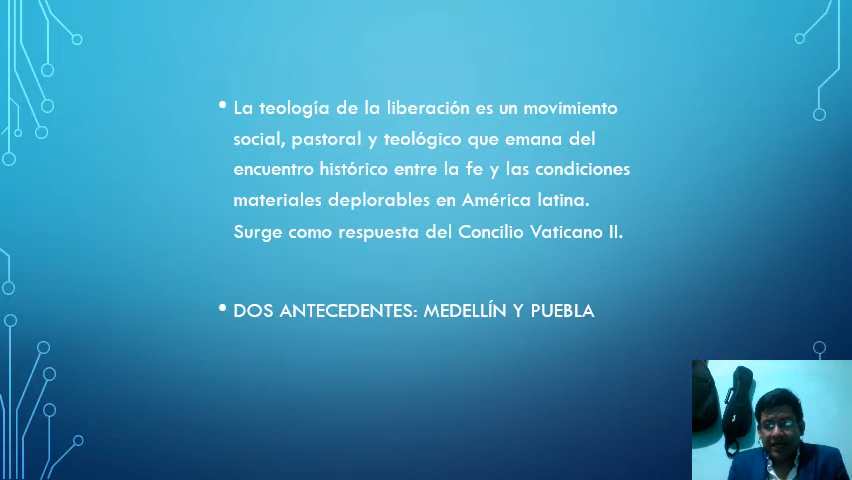 • La teología de la liberación es un movimiento
social, pastoral y teológico que emana del
encuentro histórico entre la fe y las condiciones
materiales deplorables en América latina.
Surge como respuesta del Concilio Vaticano II.
• DOS ANTECEDENTES: MEDELLÍN Y PUEBLA